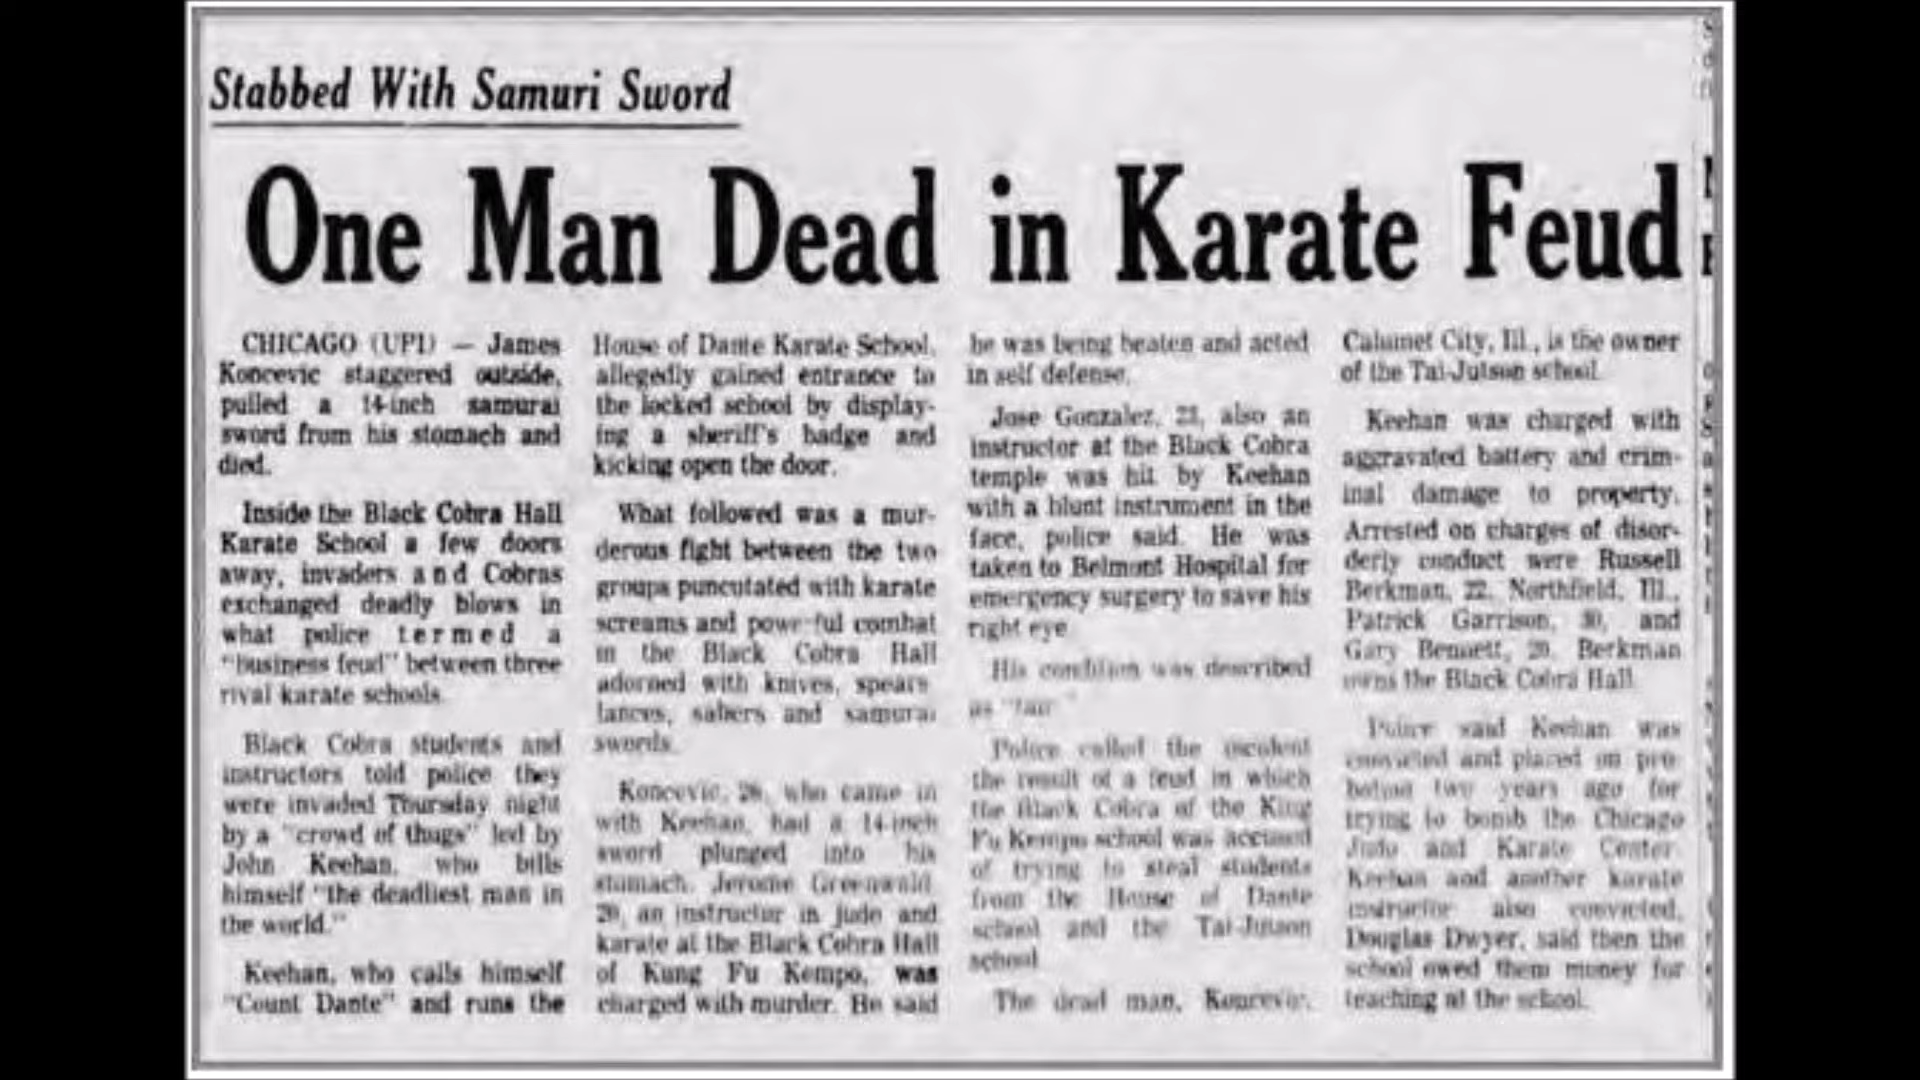 Stabbed With Samuri Sword
One Man Dead in Karate Feud
CHICAGO (UPI) — James
Koncevic staggered outside,
pulled a 14-inch samurai
sword from his stomach and
died.
Inside the Black Cobra Hall
Karate School a few doors
away, invaders and Cobras
exchanged deadly blows in
what police termed a
"business feud" between three
rival karate schools.
Black Cobra students and
instructors told police they
were invaded Thursday night
by a "crowd of thugs" led by
John Keehan, who bills
himself "the deadliest man in
the world."
Keehan, who calls himself
"Count Dante" and runs the
House of Dante Karate School,
allegedly gained entrance to
the locked school by display-
ing a sheriff's badge and
kicking open the door.
What followed was a mur-
derous fight between the two
groups puncutated with karate
screams and powerful combat
in the Black Cobra Hall
adorned with knives, spears
lances, sabers and samurai
swords.
Koncevic, 26, who came in
with Keehan, had a 14-inch
sword plunged into his
stomach. Jerome Greenwald,
20, an instructor in judo and
karate at the Black Cobra Hall
of Kung Fu Kempo, was
charged with murder. He said
he was being beaten and acted
in self defense.
Jose Gonzalez, 23, also an
instructor at the Black Cobra
temple was hit by Keehan
with a blunt instrument in the
face, police said. He was
taken to Belmont Hospital for
emergency surgery to save his
right eye.
His condition was described
as "fair."
Police called the incident
the result of a feud in which
the Black Cobra of the King
Fu Kempo school was accused
of trying to steal students
from the House of Dante
school and the Tai-Jutson
school.
The dead man, Koncevic,
Calumet City, Ill., is the owner
of the Tai-Jutson school.
Keehan was charged with
aggravated battery and crim-
inal damage to property.
Arrested on charges of disor-
derly conduct were Russell
Berkman, 22, Northfield, Ill.,
Patrick Garrison, 30, and
Gary Bennett, 20. Berkman
owns the Black Cobra Hall.
Police said Keehan was
convicted and placed on pro-
bation two years ago for
trying to bomb the Chicago
Judo and Karate Center.
Keehan and another karate
instructor also convicted,
Douglas Dwyer, said then the
school owed them money for
teaching at the school.